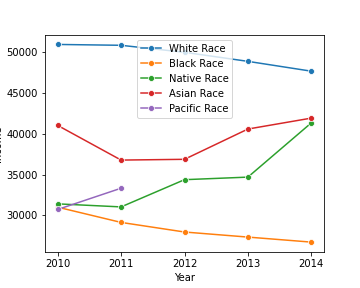 50000
45000
40000
35000
30000
2010
2011
2012
2013
2014
Year
White Race
Black Race
Native Race
Asian Race
Pacific Race